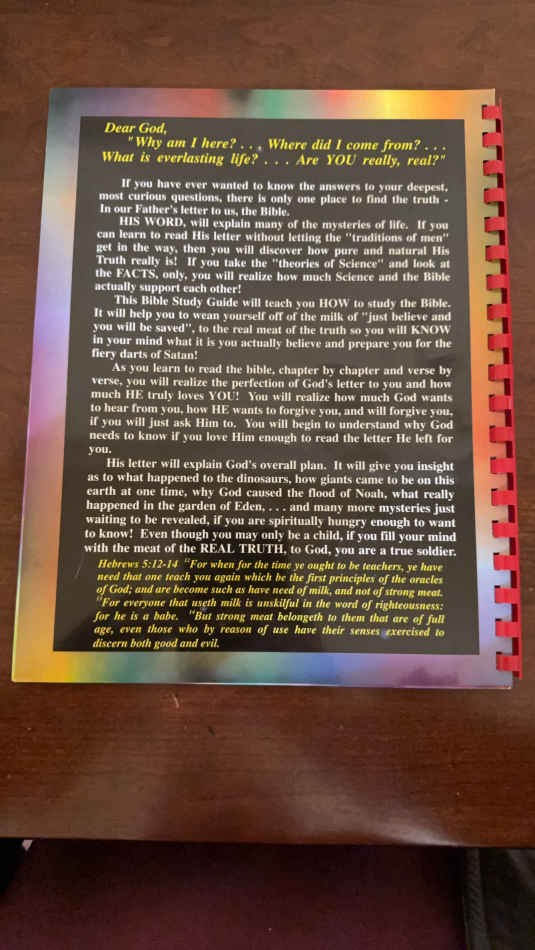 Dear God,
"Why am I here? . . . Where did I come from? . . .
What is everlasting life? . . . Are YOU really, real?"
If you have ever wanted to know the answers to your deepest,
most curious questions, there is only one place to find the truth -
In our Father's letter to us, the Bible.
HIS WORD, will explain many of the mysteries of life. If you
can learn to read His letter without letting the "traditions of men"
get in the way, then you will discover how pure and natural His
Truth really is! If you take the "theories of Science" and look at
the FACTS, only, you will realize how much Science and the Bible
actually support each other!
This Bible Study Guide will teach you HOW to study the Bible.
It will help you to wean yourself off of the milk of "just believe and
you will be saved", to the real meat of the truth so you will KNOW
in your mind what it is you actually believe and prepare you for the
fiery darts of Satan!
As you learn to read the bible, chapter by chapter and verse by
verse, you will realize the perfection of God's letter to you and how
much HE truly loves YOU! You will realize how much God wants
to hear from you, how HE wants to forgive you, and will forgive you,
if you will just ask Him to. You will begin to understand why God
needs to know if you love Him enough to read the letter He left for
you.
His letter will explain God's overall plan. It will give you insight
as to what happened to the dinosaurs, how giants came to be on this
earth at one time, why God caused the flood of Noah, what really
happened in the garden of Eden, . . . and many more mysteries just
waiting to be revealed, if you are spiritually hungry enough to want
to know! Even though you may only be a child, if you fill your mind
with the meat of the REAL TRUTH, to God, you are a true soldier.
Hebrews 5:12-14 "For when for the time ye ought to be teachers, ye have
need that one teach you again which be the first principles of the oracles
of God; and are become such as have need of milk, and not of strong meat.
"For everyone that useth milk is unskilful in the word of righteousness:
for he is a babe. "But strong meat belongeth to them that are of full
age, even those who by reason of use have their senses exercised to
discern both good and evil.